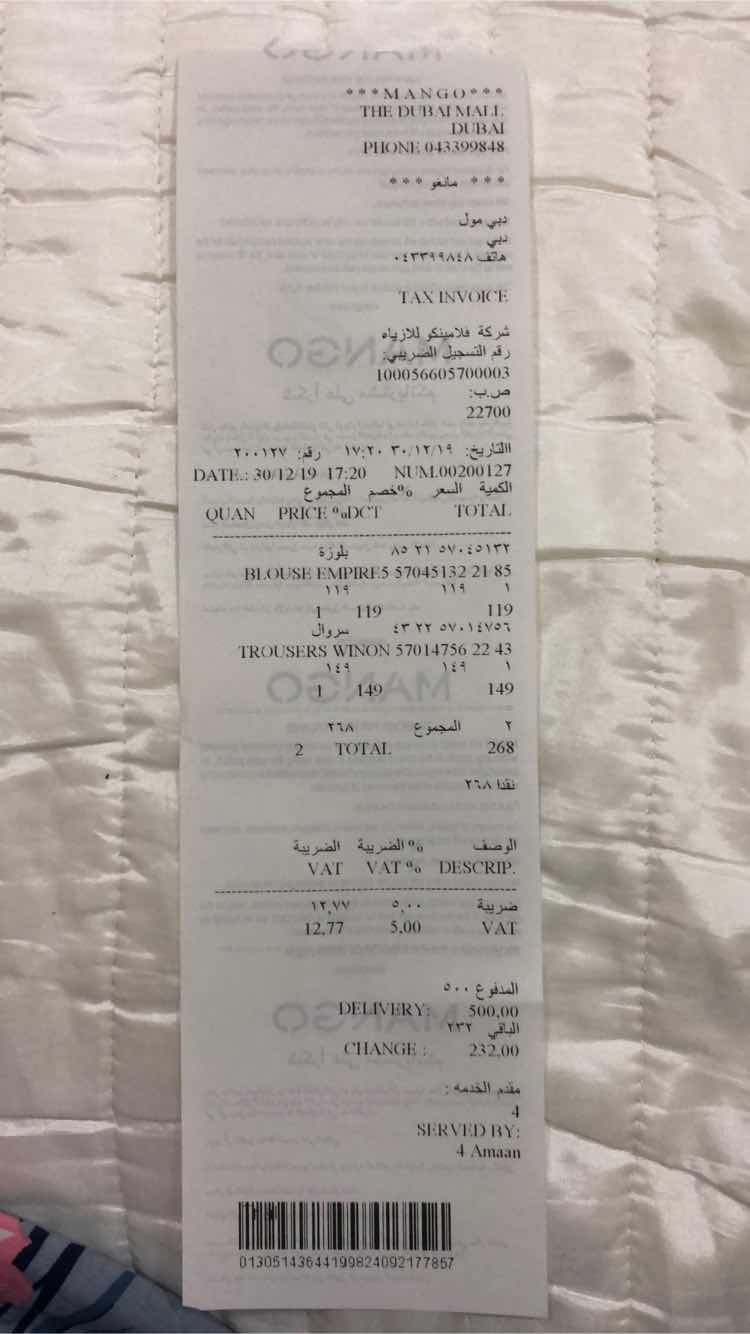 ***MANGO***
THE DUBAI MALL
DUBAI
PHONE 043399848
*** مانغو ***
دبي مول
دبي
هاتف ٠٤٣٣٩٩٨٤٨
TAX INVOICE
شركة فلامينكو للازياء
رقم التسجيل الضريبي:
100056605700003
ص.ب:
22700
االتاريخ: ٣٠/١٢/١٩ ١٧:٢٠ رقم: ٢٠٠١٢٧
DATE.: 30/12/19 17:20 NUM.00200127
الكمية السعر %خصم المجموع
QUAN PRICE %DCT TOTAL
٥٧٠٤٥١٣٢ ٢١ ٨٥ بلوزة
BLOUSE EMPIRE5 57045132 21 85
١ ١١٩ ١١٩
1 119 119
٥٧٠١٤٧٥٦ ٢٢ ٤٣ سروال
TROUSERS WINON 57014756 22 43
١ ١٤٩ ١٤٩
1 149 149
٢ المجموع ٢٦٨
2 TOTAL 268
نقدا ٢٦٨
الوصف %الضريبة الضريبة
VAT VAT % DESCRIP.
ضريبة ٥,٠٠ ١٢,٧٧
12,77 5,00 VAT
المدفوع ٥٠٠
DELIVERY: 500,00
الباقي ٢٣٢
CHANGE : 232,00
مقدم الخدمه :
4
SERVED BY:
4 Amaan
01305143644199824092177857